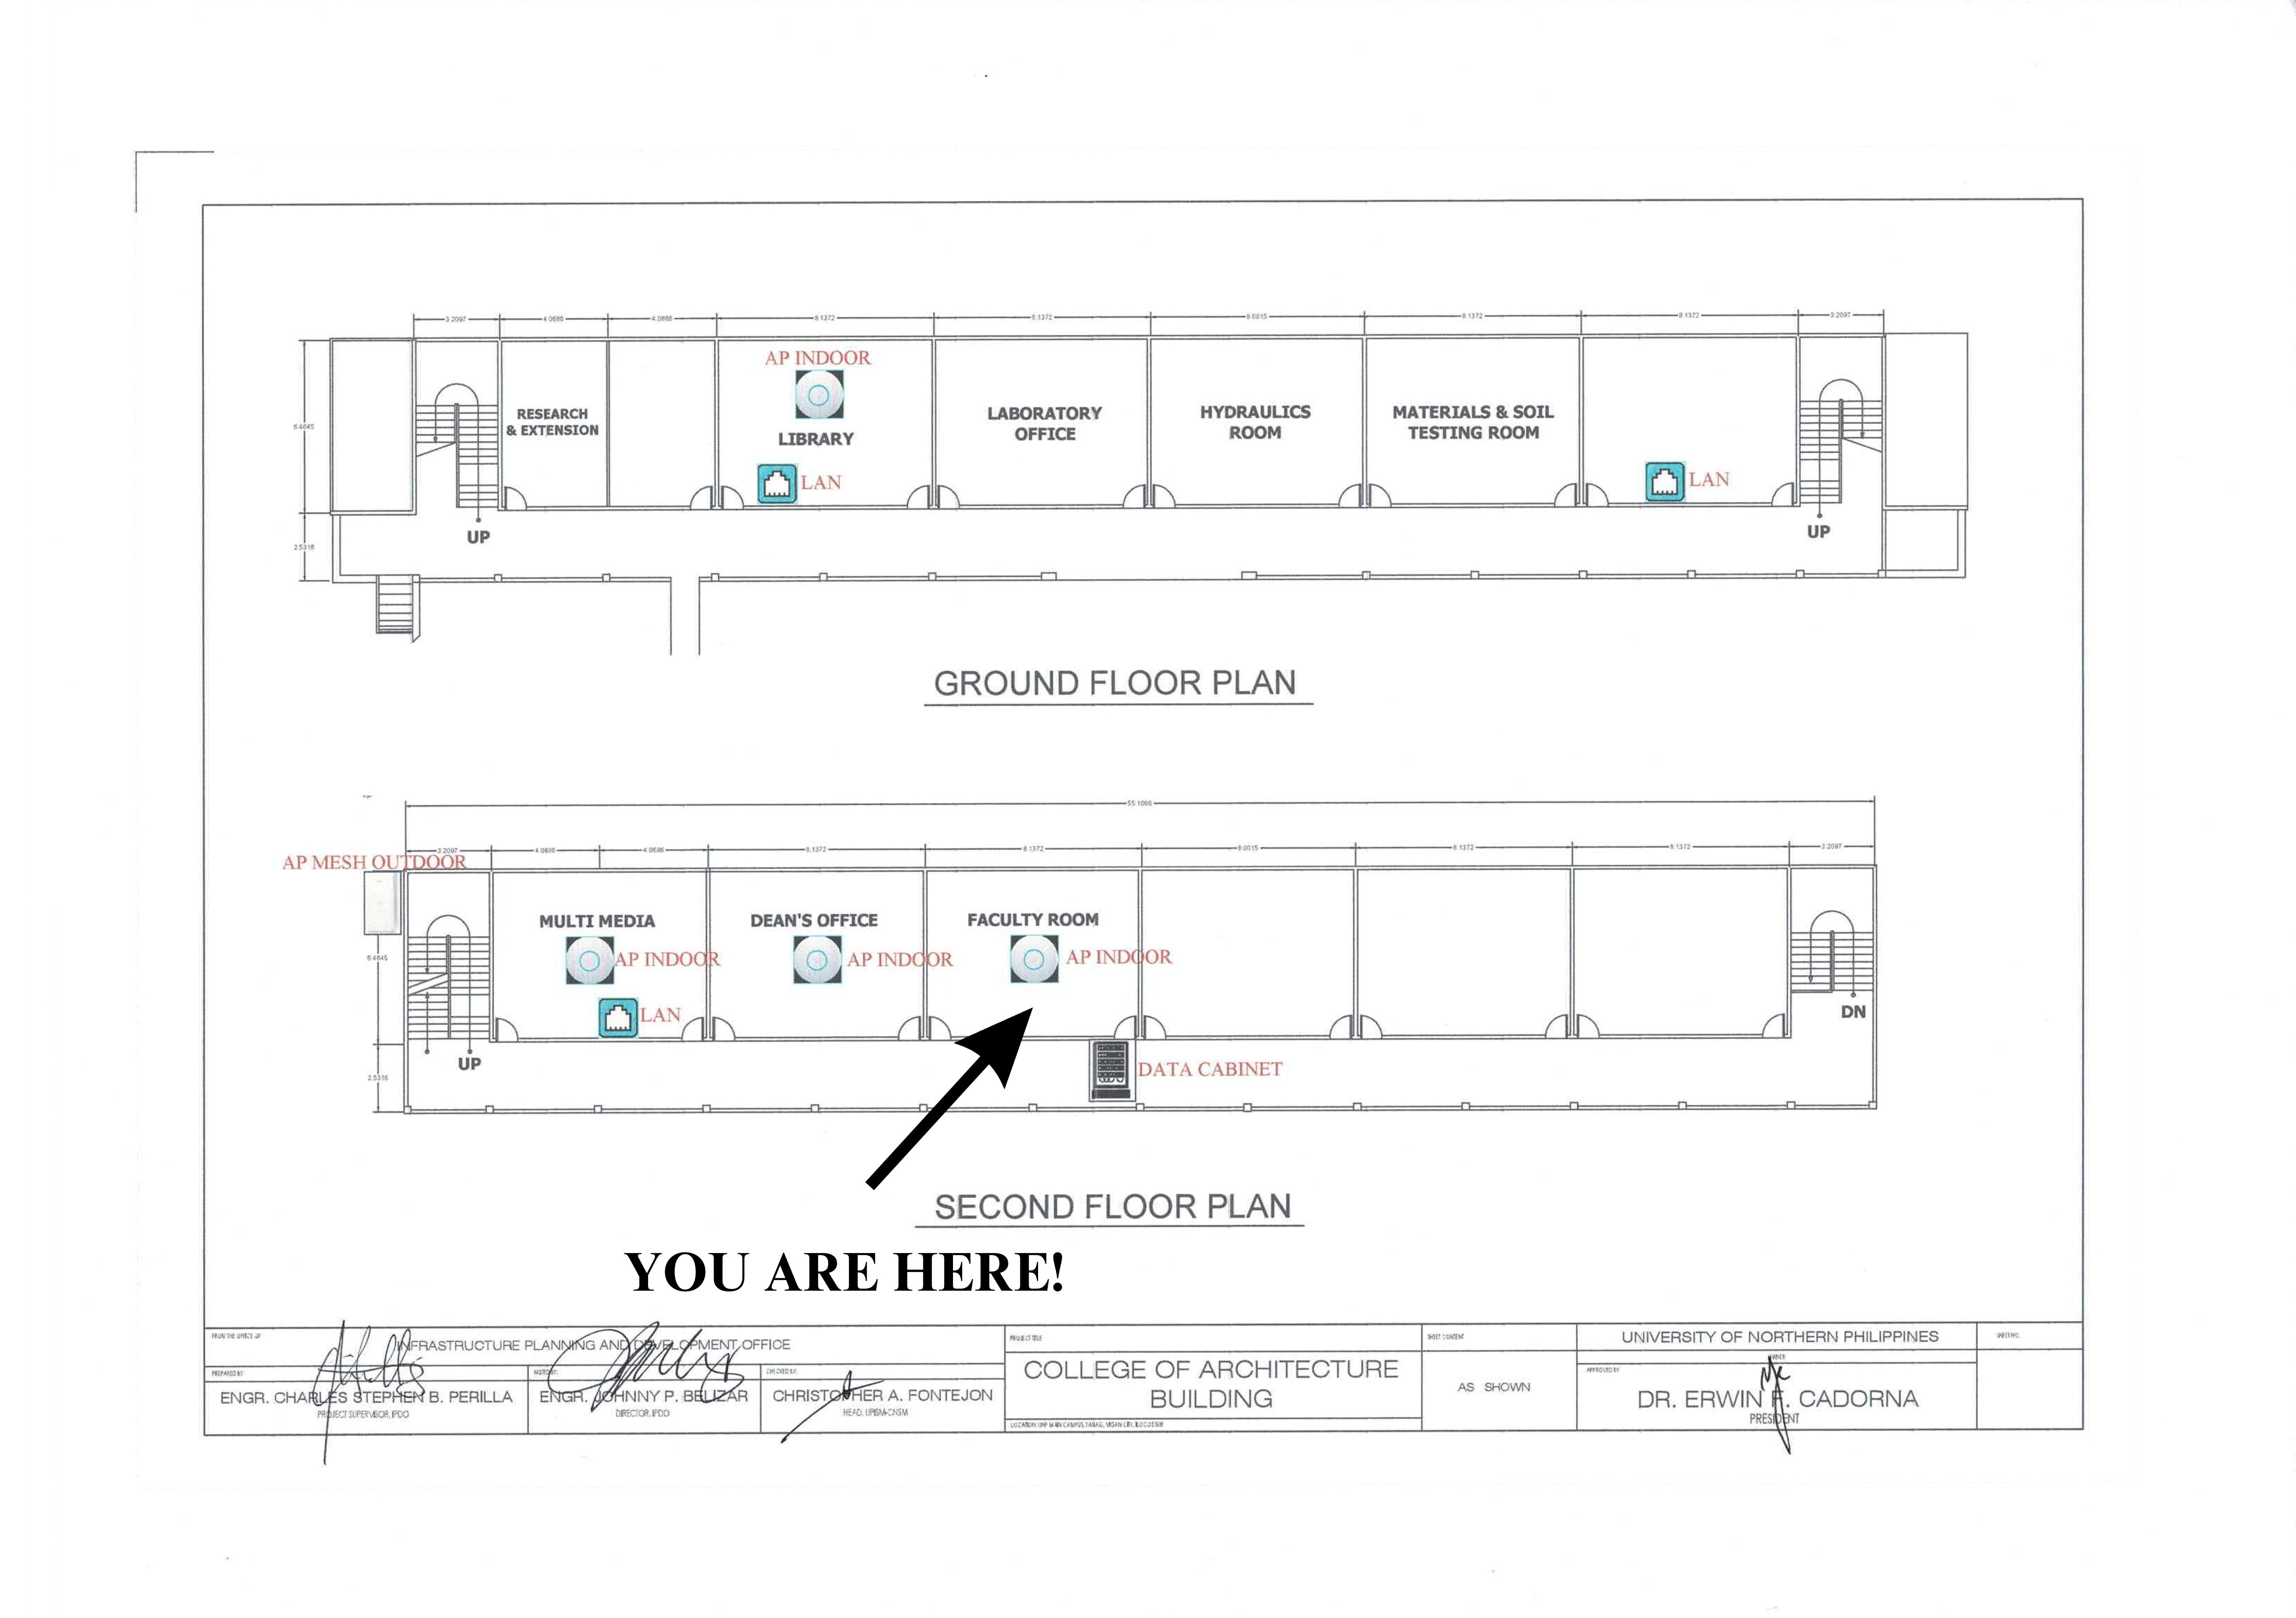 3.2097 4.0686 4.0686 8.1372 8.1372 8.0015 8.1372 8.1372 3.2097
6.4645
2.5316
AP INDOOR
RESEARCH
& EXTENSION
LIBRARY
LAN
LABORATORY
OFFICE
HYDRAULICS
ROOM
MATERIALS & SOIL
TESTING ROOM
LAN
UP
UP
GROUND FLOOR PLAN
55.1006
3.2097 4.0686 4.0686 8.1372 8.1372 8.0015 8.1372 8.1372 3.2097
AP MESH OUTDOOR
6.4645
2.5316
MULTI MEDIA
AP INDOOR
LAN
DEAN'S OFFICE
AP INDOOR
FACULTY ROOM
AP INDOOR
DN
UP
DATA CABINET
SECOND FLOOR PLAN
YOU ARE HERE!
FROM THE OFFICE OF
INFRASTRUCTURE PLANNING AND DEVELOPMENT OFFICE
PREPARED BY:
ENGR. CHARLES STEPHEN B. PERILLA
PROJECT SUPERVISOR, IPDO
NOTED BY:
ENGR. JOHNNY P. BELIZAR
DIRECTOR, IPDO
CHECKED BY:
CHRISTOPHER A. FONTEJON
HEAD, UPISM-CNSM
PROJECT TITLE
COLLEGE OF ARCHITECTURE
BUILDING
LOCATION: UNP MAIN CAMPUS, TAMAG, VIGAN CITY, ILOCOS SUR
SHEET CONTENT
AS SHOWN
UNIVERSITY OF NORTHERN PHILIPPINES
OWNER
APPROVED BY
DR. ERWIN F. CADORNA
PRESIDENT
SHEET NO.